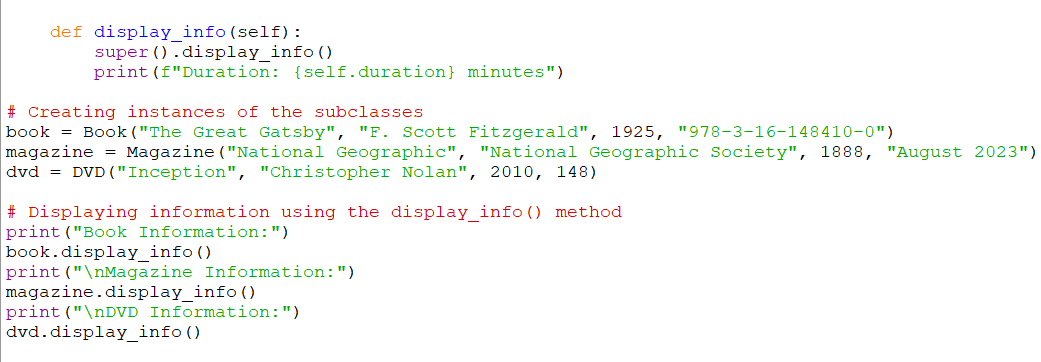 def display_info(self):
        super().display_info()
        print(f"Duration: {self.duration} minutes")

# Creating instances of the subclasses
book = Book("The Great Gatsby", "F. Scott Fitzgerald", 1925, "978-3-16-148410-0")
magazine = Magazine("National Geographic", "National Geographic Society", 1888, "August 2023")
dvd = DVD("Inception", "Christopher Nolan", 2010, 148)

# Displaying information using the display_info() method
print("Book Information:")
book.display_info()
print("\nMagazine Information:")
magazine.display_info()
print("\nDVD Information:")
dvd.display_info()